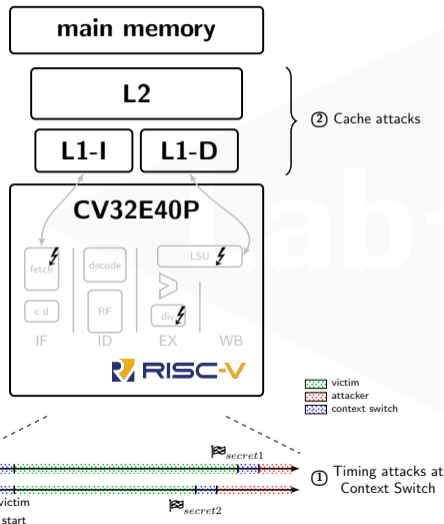 main memory
L2
② Cache attacks
L1-I
L1-D
CV32E40P
fetch
decode
LSU
c d
RF
div
IF
ID
EX
WB
RISC-V
victim
attacker
context switch
secret1
① Timing attacks at
Context Switch
victim
start
secret2
Lab-